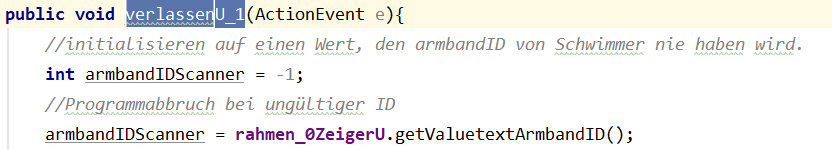 public void verlassenU_1(ActionEvent e){
//initialisieren auf einen Wert, den armbandID von Schwimmer nie haben wird.
int armbandIDScanner = -1;
//Programmabbruch bei ungültiger ID
armbandIDScanner = rahmen_0ZeigerU.getValuetextArmbandID();